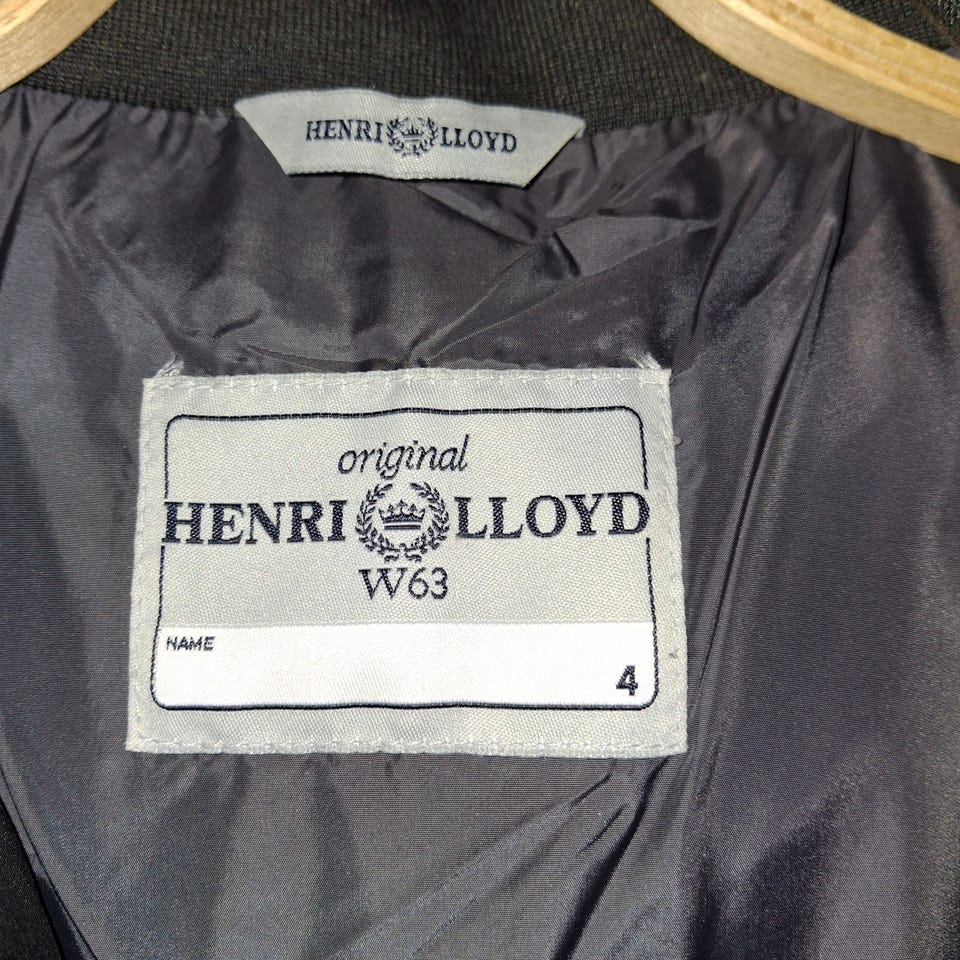 HENRI LLOYD
original
HENRI LLOYD
W63
NAME
4